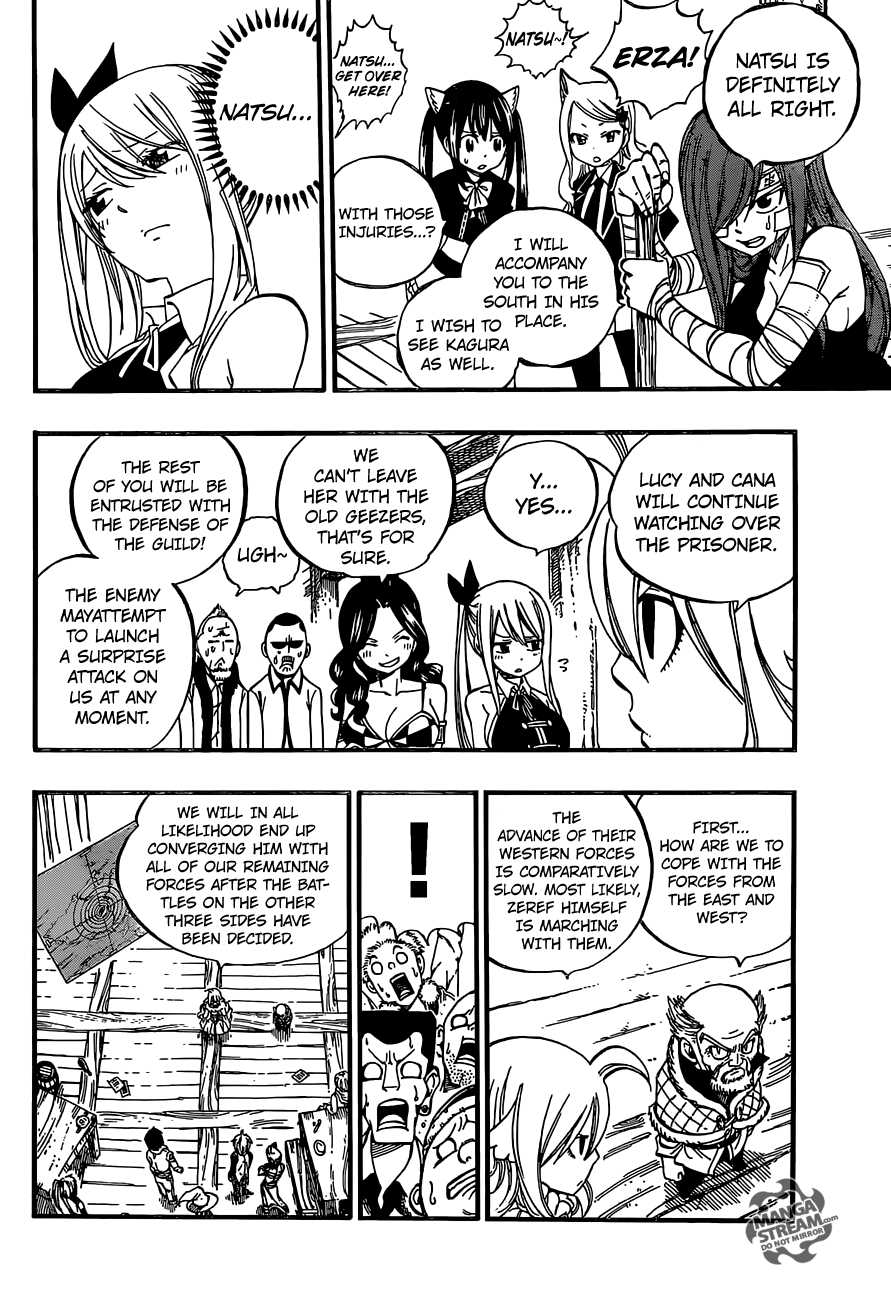 NATSU IS
DEFINITELY
ALL RIGHT.
ERZA!
NATSU~!
NATSU...
GET OVER
HERE!
WITH THOSE
INJURIES...?
I WILL
ACCOMPANY
YOU TO THE
SOUTH IN HIS
PLACE.
I WISH TO
SEE KAGURA
AS WELL.
NATSU...
LUCY AND CANA
WILL CONTINUE
WATCHING OVER
THE PRISONER.
Y...
YES...
?
WE
CAN'T LEAVE
HER WITH THE
OLD GEEZERS,
THAT'S FOR
SURE.
UGH~
THE REST
OF YOU WILL BE
ENTRUSTED WITH
THE DEFENSE OF
THE GUILD!
THE ENEMY
MAYATTEMPT
TO LAUNCH
A SURPRISE
ATTACK ON
US AT ANY
MOMENT.
FIRST...
HOW ARE WE TO
COPE WITH THE
FORCES FROM
THE EAST AND
WEST?
THE
ADVANCE OF THEIR
WESTERN FORCES
IS COMPARATIVELY
SLOW. MOST LIKELY,
ZEREF HIMSELF
IS MARCHING
WITH THEM.
!
WE WILL IN ALL
LIKELIHOOD END UP
CONVERGING HIM WITH
ALL OF OUR REMAINING
FORCES AFTER THE BAT-
TLES ON THE OTHER
THREE SIDES HAVE
BEEN DECIDED.
MANGA
STREAM.com
DO NOT MIRROR